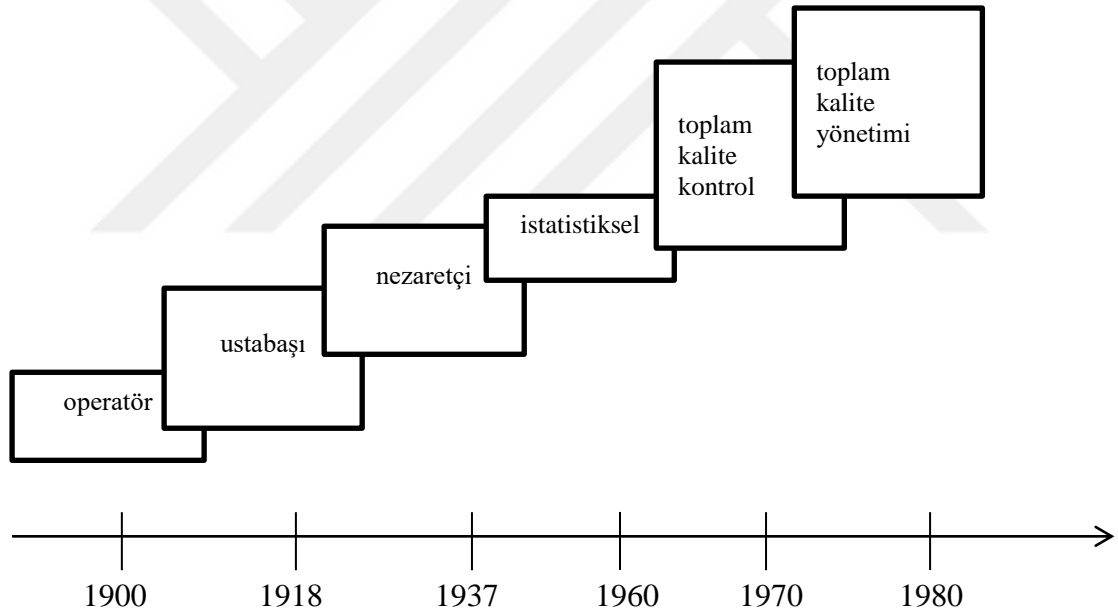 toplam
kalite
yönetimi
toplam
kalite
kontrol
istatistiksel
nezaretçi
ustabaşı
operatör
1900 1918 1937 1960 1970 1980